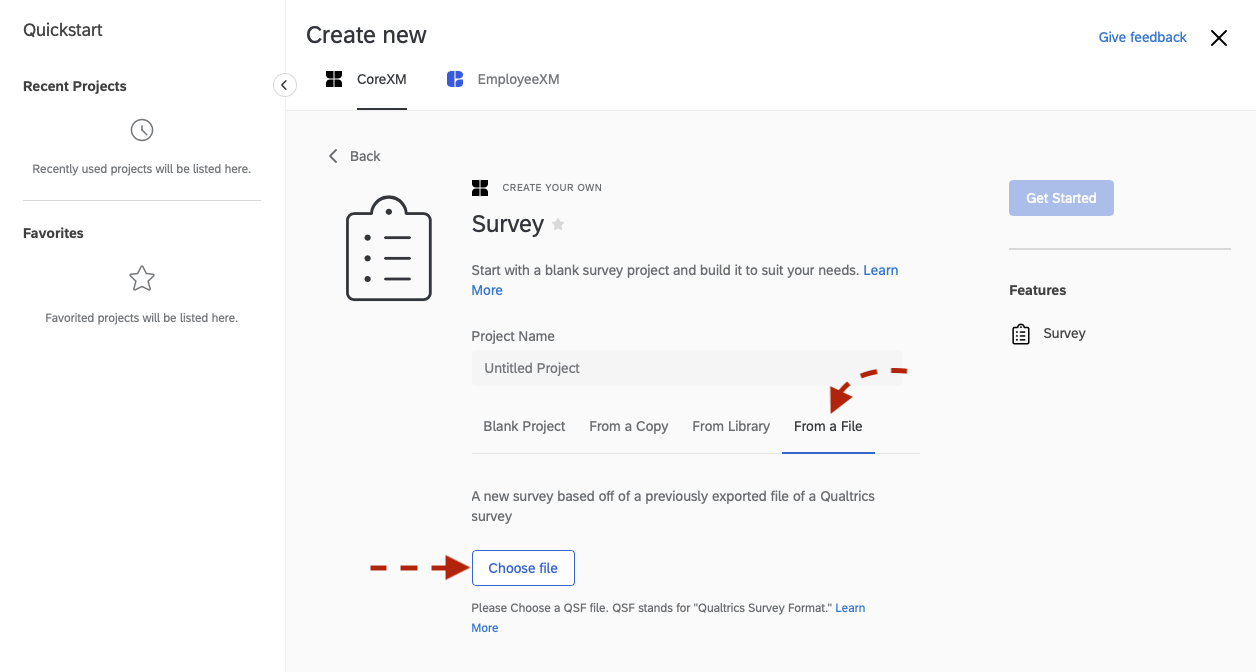 Quickstart
Recent Projects
Recently used projects will be listed here.
Favorites
Favorited projects will be listed here.
Create new
Give feedback
CoreXM
EmployeeXM
Back
CREATE YOUR OWN
Survey
Start with a blank survey project and build it to suit your needs. Learn
More
Project Name
Untitled Project
Blank Project
From a Copy
From Library
From a File
A new survey based off of a previously exported file of a Qualtrics
survey
Choose file
Please Choose a QSF file. QSF stands for "Qualtrics Survey Format." Learn
More
Get Started
Features
Survey